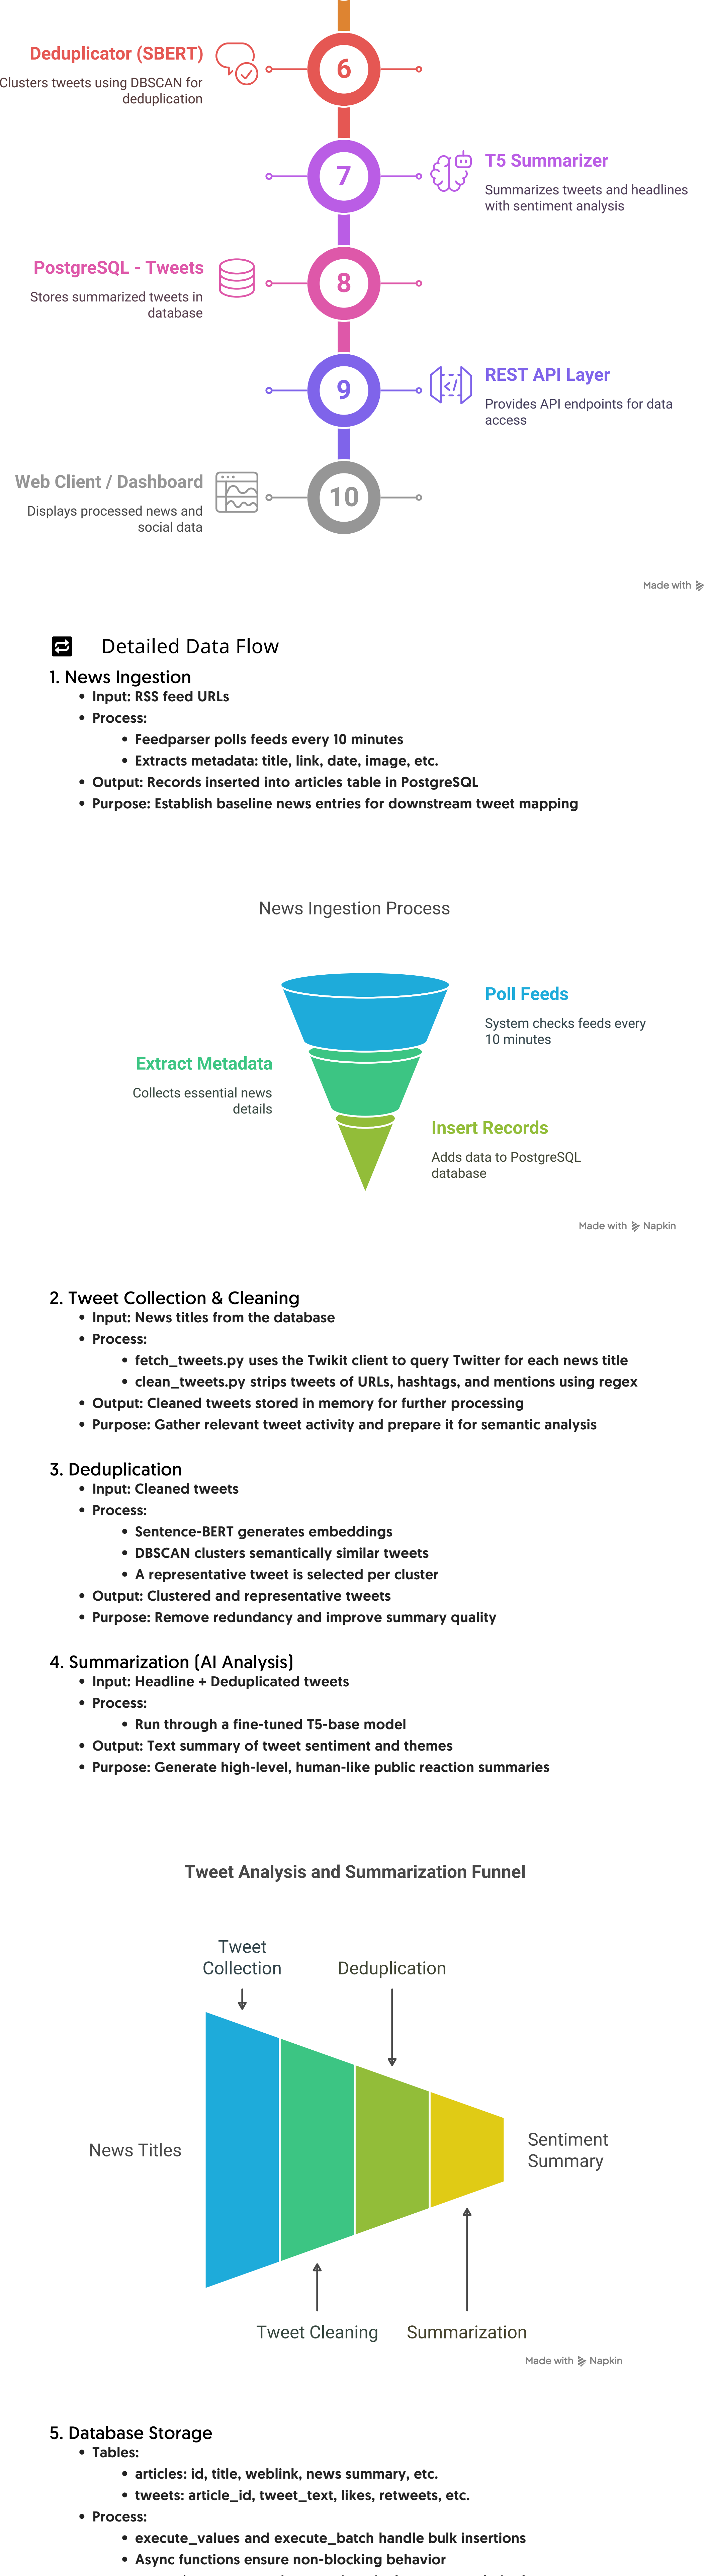 6
Deduplicator (SBERT)
Clusters tweets using DBSCAN for
deduplication
7
T5 Summarizer
Summarizes tweets and headlines
with sentiment analysis
PostgreSQL - Tweets
8
Stores summarized tweets in
database
9
REST API Layer
Provides API endpoints for data
access
Web Client / Dashboard
10
Displays processed news and
social data
Made with
Detailed Data Flow
1. News Ingestion
• Input: RSS feed URLs
• Process:
• Feedparser polls feeds every 10 minutes
• Extracts metadata: title, link, date, image, etc.
• Output: Records inserted into articles table in PostgreSQL
• Purpose: Establish baseline news entries for downstream tweet mapping
News Ingestion Process
Poll Feeds
System checks feeds every
10 minutes
Extract Metadata
Collects essential news
details
Insert Records
Adds data to PostgreSQL
database
Made with Napkin
2. Tweet Collection & Cleaning
• Input: News titles from the database
• Process:
• fetch_tweets.py uses the Twikit client to query Twitter for each news title
• clean_tweets.py strips tweets of URLs, hashtags, and mentions using regex
• Output: Cleaned tweets stored in memory for further processing
• Purpose: Gather relevant tweet activity and prepare it for semantic analysis
3. Deduplication
• Input: Cleaned tweets
• Process:
• Sentence-BERT generates embeddings
• DBSCAN clusters semantically similar tweets
• A representative tweet is selected per cluster
• Output: Clustered and representative tweets
• Purpose: Remove redundancy and improve summary quality
4. Summarization (AI Analysis)
• Input: Headline + Deduplicated tweets
• Process:
• Run through a fine-tuned T5-base model
• Output: Text summary of tweet sentiment and themes
• Purpose: Generate high-level, human-like public reaction summaries
Tweet Analysis and Summarization Funnel
Tweet
Collection
Deduplication
News Titles
Sentiment
Summary
Tweet Cleaning
Summarization
Made with Napkin
5. Database Storage
• Tables:
• articles: id, title, weblink, news summary, etc.
• tweets: article_id, tweet_text, likes, retweets, etc.
• Process:
• execute_values and execute_batch handle bulk insertions
• Async functions ensure non-blocking behavior